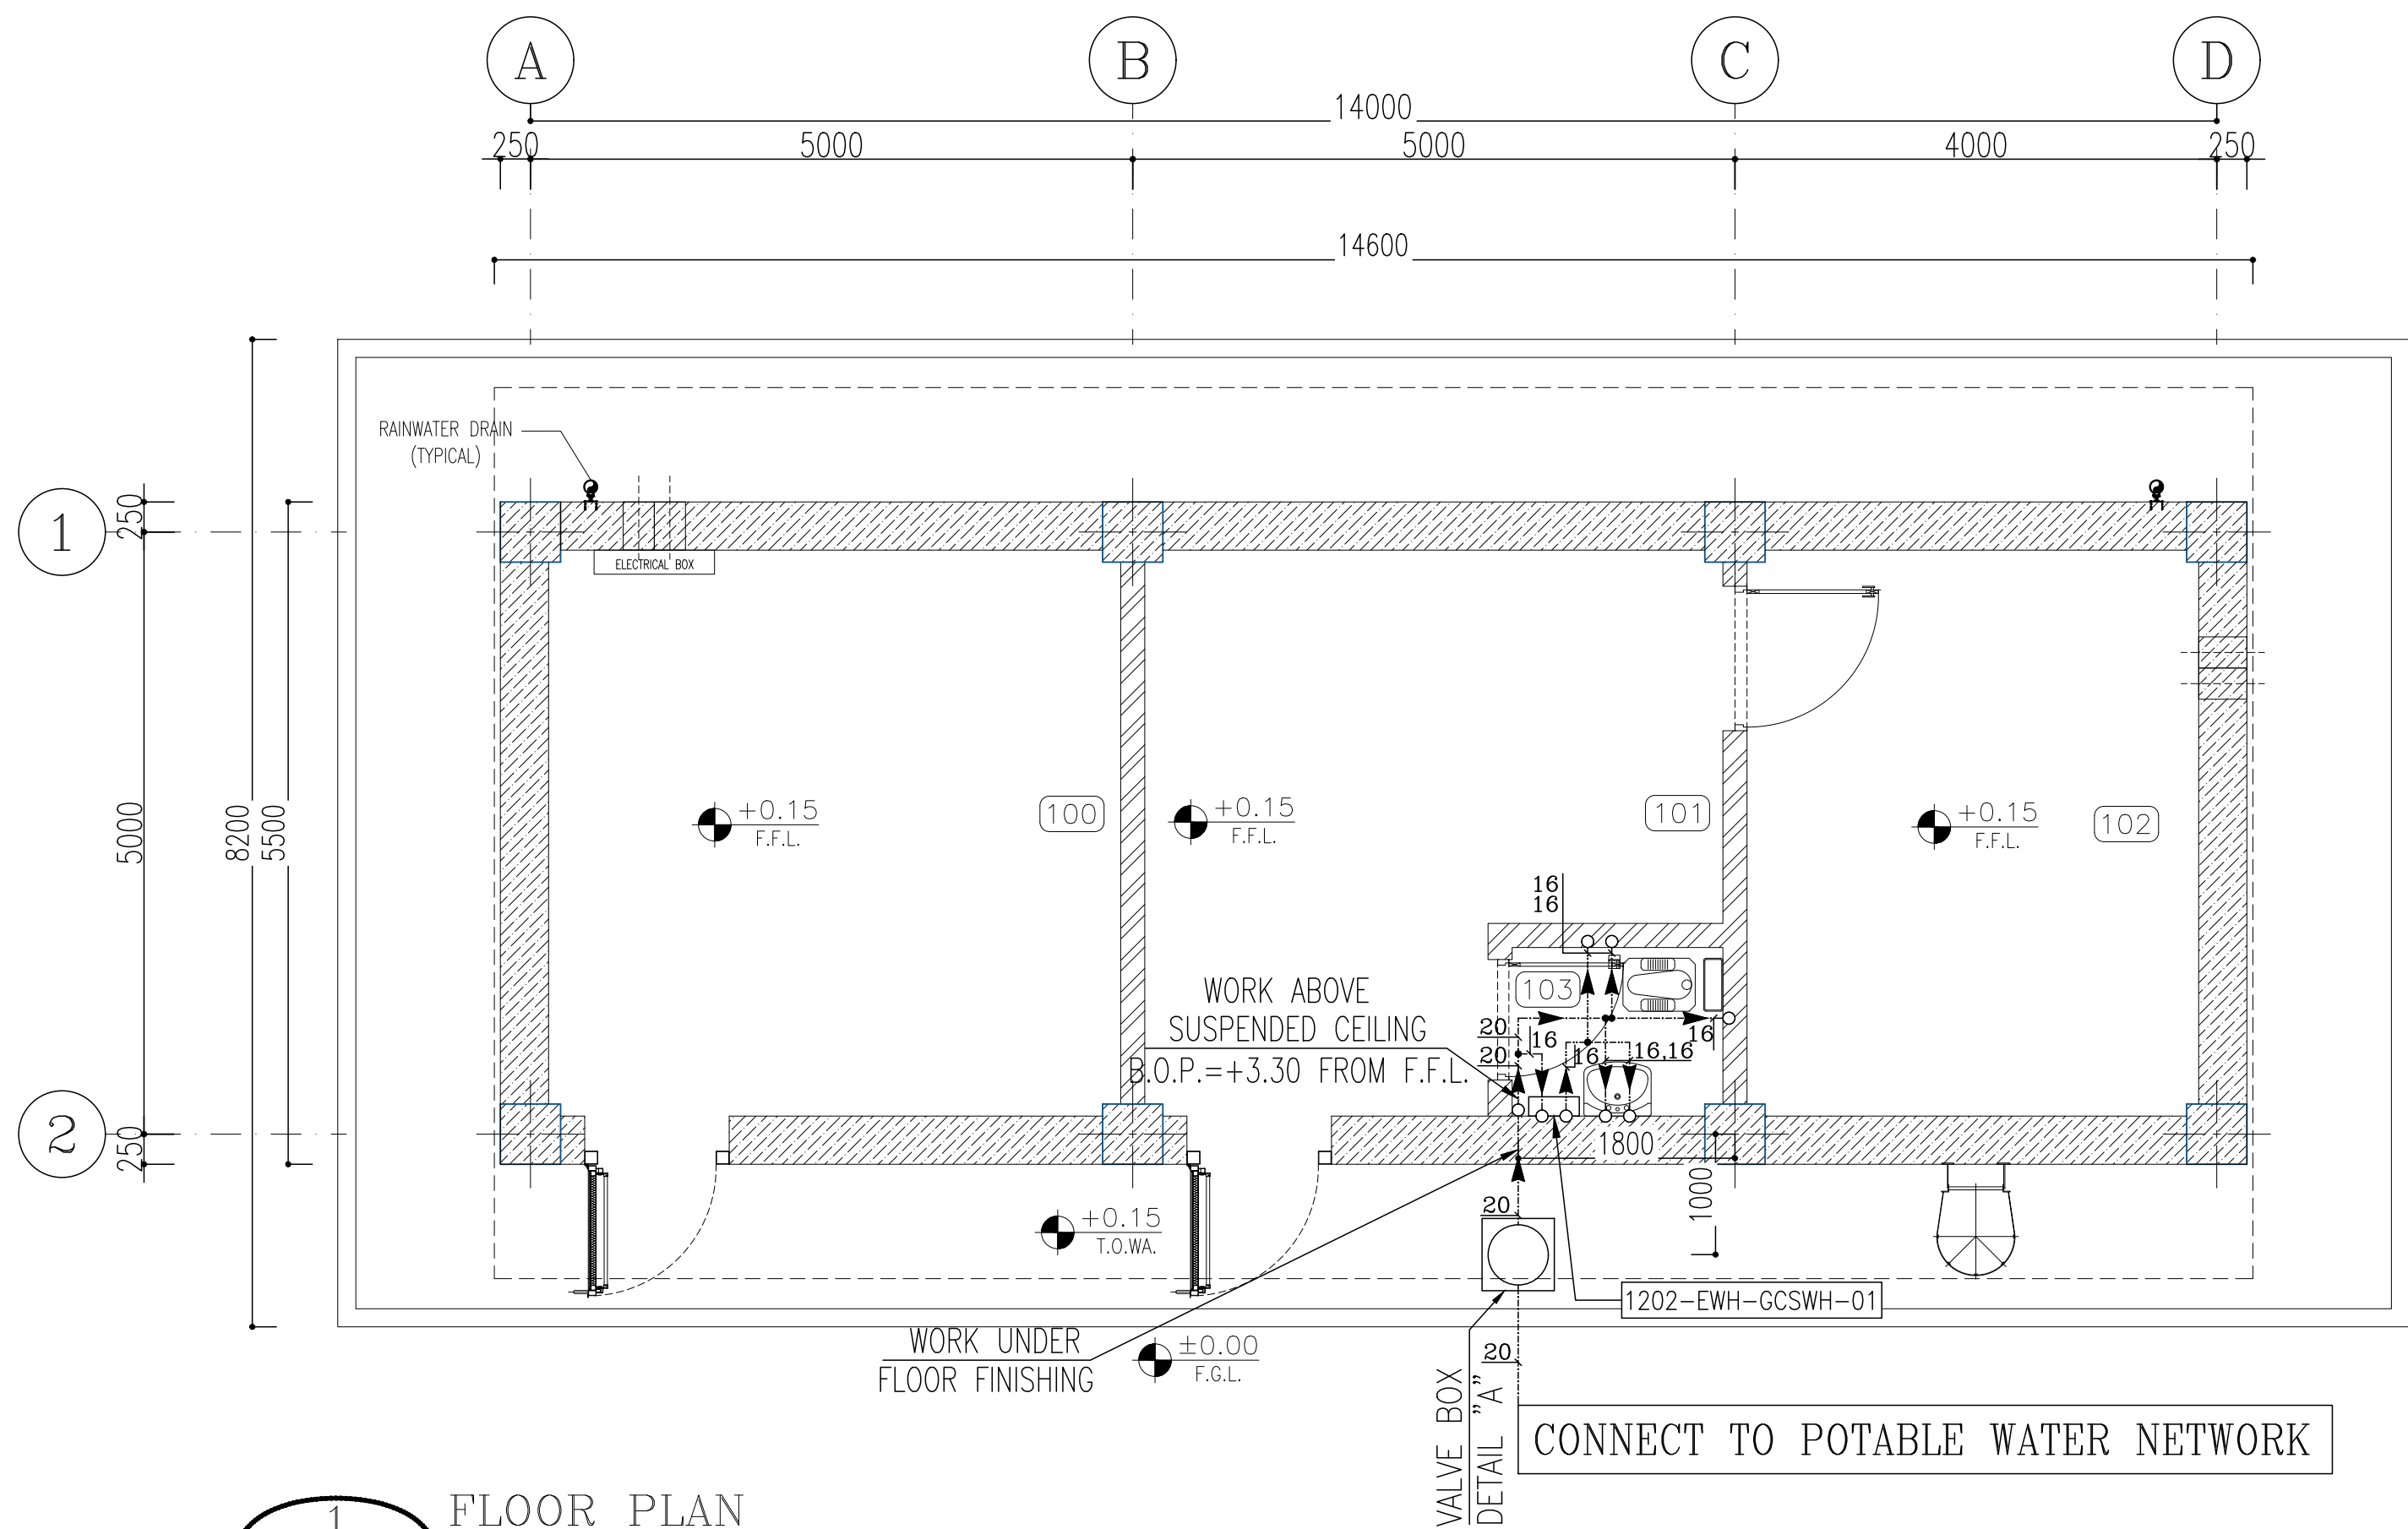 A
B
C
D
14000
250
5000
5000
4000
250
14600
RAINWATER DRAIN
(TYPICAL)
1
250
ELECTRICAL BOX
5000
8200
5500
+0.15
F.F.L.
100
+0.15
F.F.L.
101
+0.15
F.F.L.
102
16
16
WORK ABOVE
SUSPENDED CEILING
B.O.P.=+3.30 FROM F.F.L.
103
20
20
16
16
16,16
16
2
250
1800
1000
+0.15
T.O.WA.
20
1202-EWH-GCSWH-01
WORK UNDER
FLOOR FINISHING
±0.00
F.G.L.
20
VALVE BOX
DETAIL "A"
CONNECT TO POTABLE WATER NETWORK
1
FLOOR PLAN